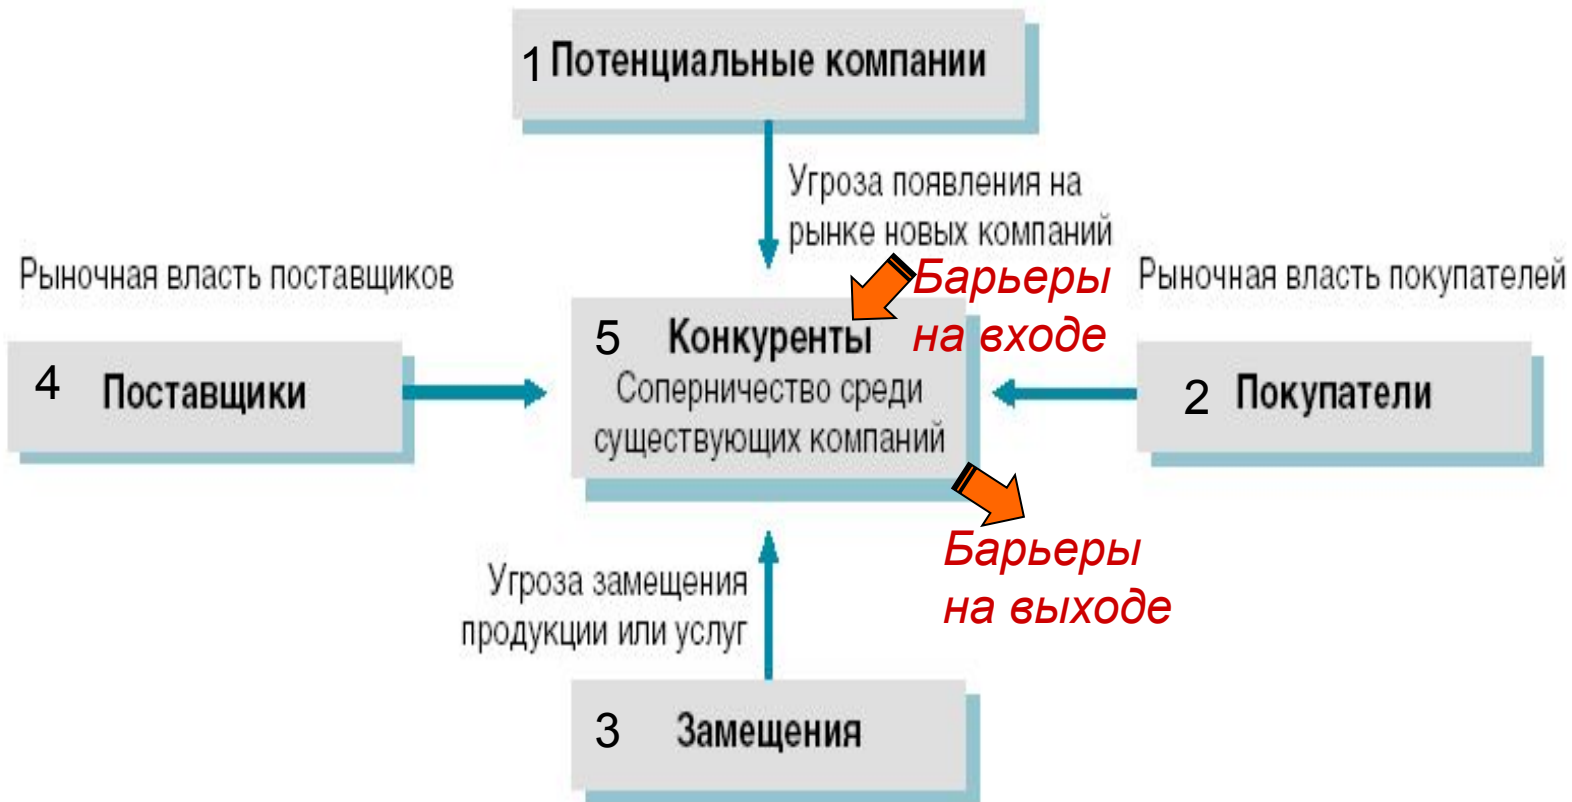 1 Потенциальные компании
Угроза появления на
рынке новых компаний
Рыночная власть поставщиков
Барьеры
на входе
Рыночная власть покупателей
4 Поставщики
5 Конкуренты
Соперничество среди
существующих компаний
2 Покупатели
Барьеры
на выходе
Угроза замещения
продукции или услуг
3 Замещения